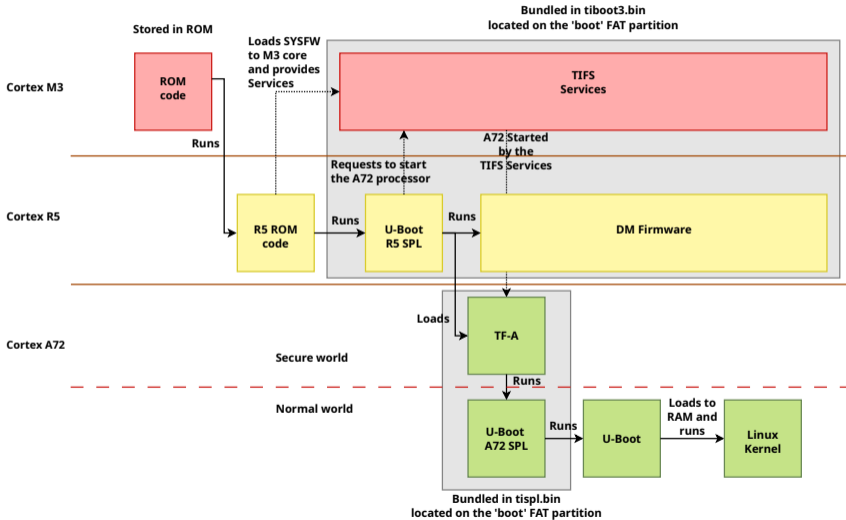 Bundled in tiboot3.bin
located on the 'boot' FAT partition
Stored in ROM
Loads SYSFW
to M3 core
and provides
Services
Cortex M3
ROM
code
TIFS
Services
Runs
A72 Started
by the
TIFS Services
Requests to start
the A72 processor
Cortex R5
R5 ROM
code
Runs
U-Boot
R5 SPL
Runs
DM Firmware
Loads
TF-A
Cortex A72
Secure world
Runs
Normal world
U-Boot
A72 SPL
Runs
U-Boot
Loads to
RAM and
runs
Linux
Kernel
Bundled in tispl.bin
located on the 'boot' FAT partition